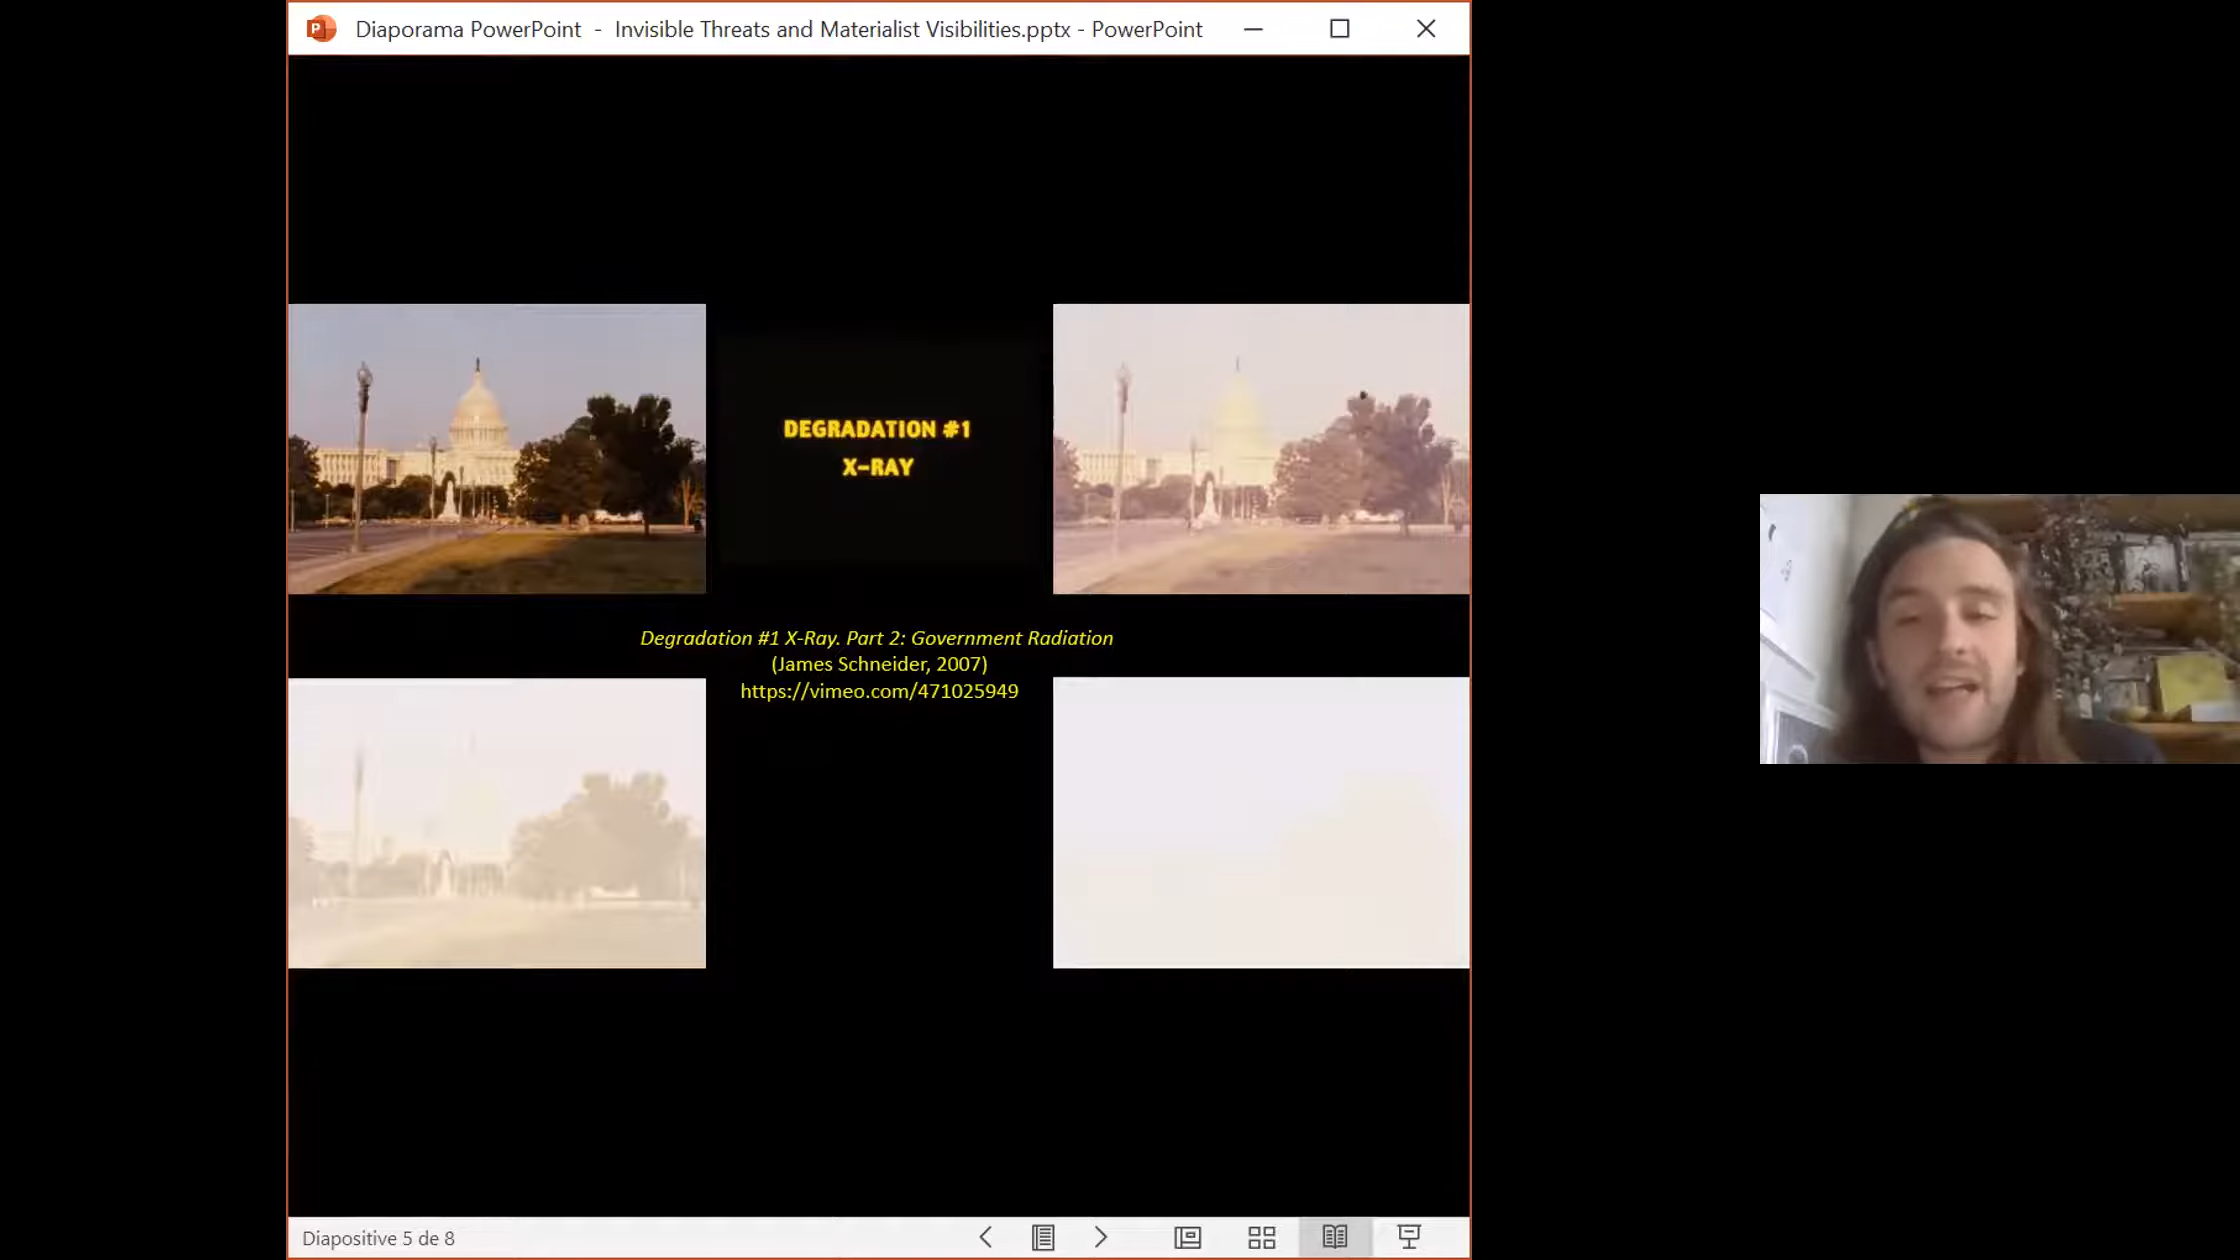 Diaporama PowerPoint - Invisible Threats and Materialist Visibilities.pptx - PowerPoint
DEGRADATION #1
X-RAY
Degradation #1 X-Ray. Part 2: Government Radiation
(James Schneider, 2007)
https://vimeo.com/471025949
Diapositive 5 de 8